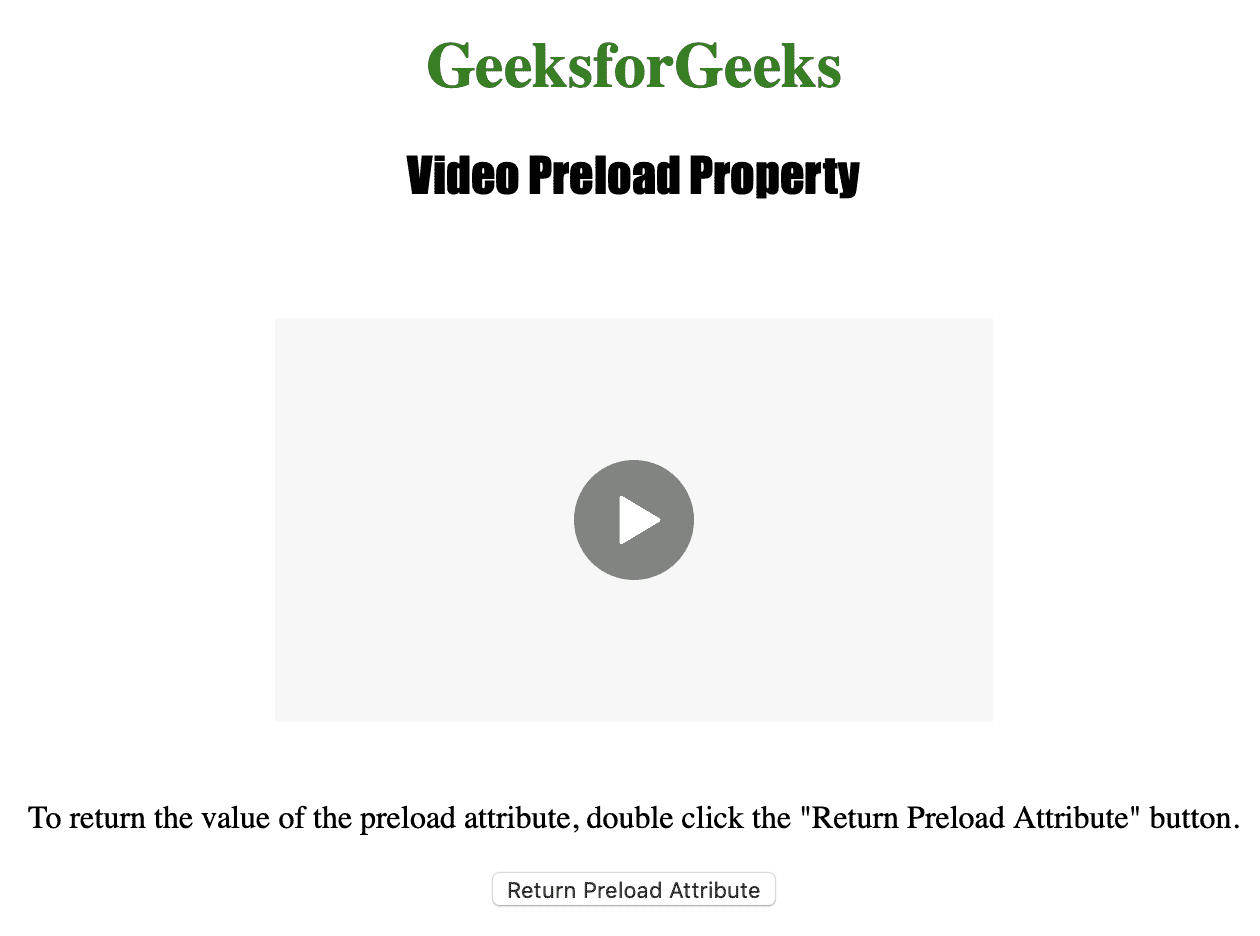 GeeksforGeeks
Video Preload Property
To return the value of the preload attribute, double click the "Return Preload Attribute" button.
Return Preload Attribute